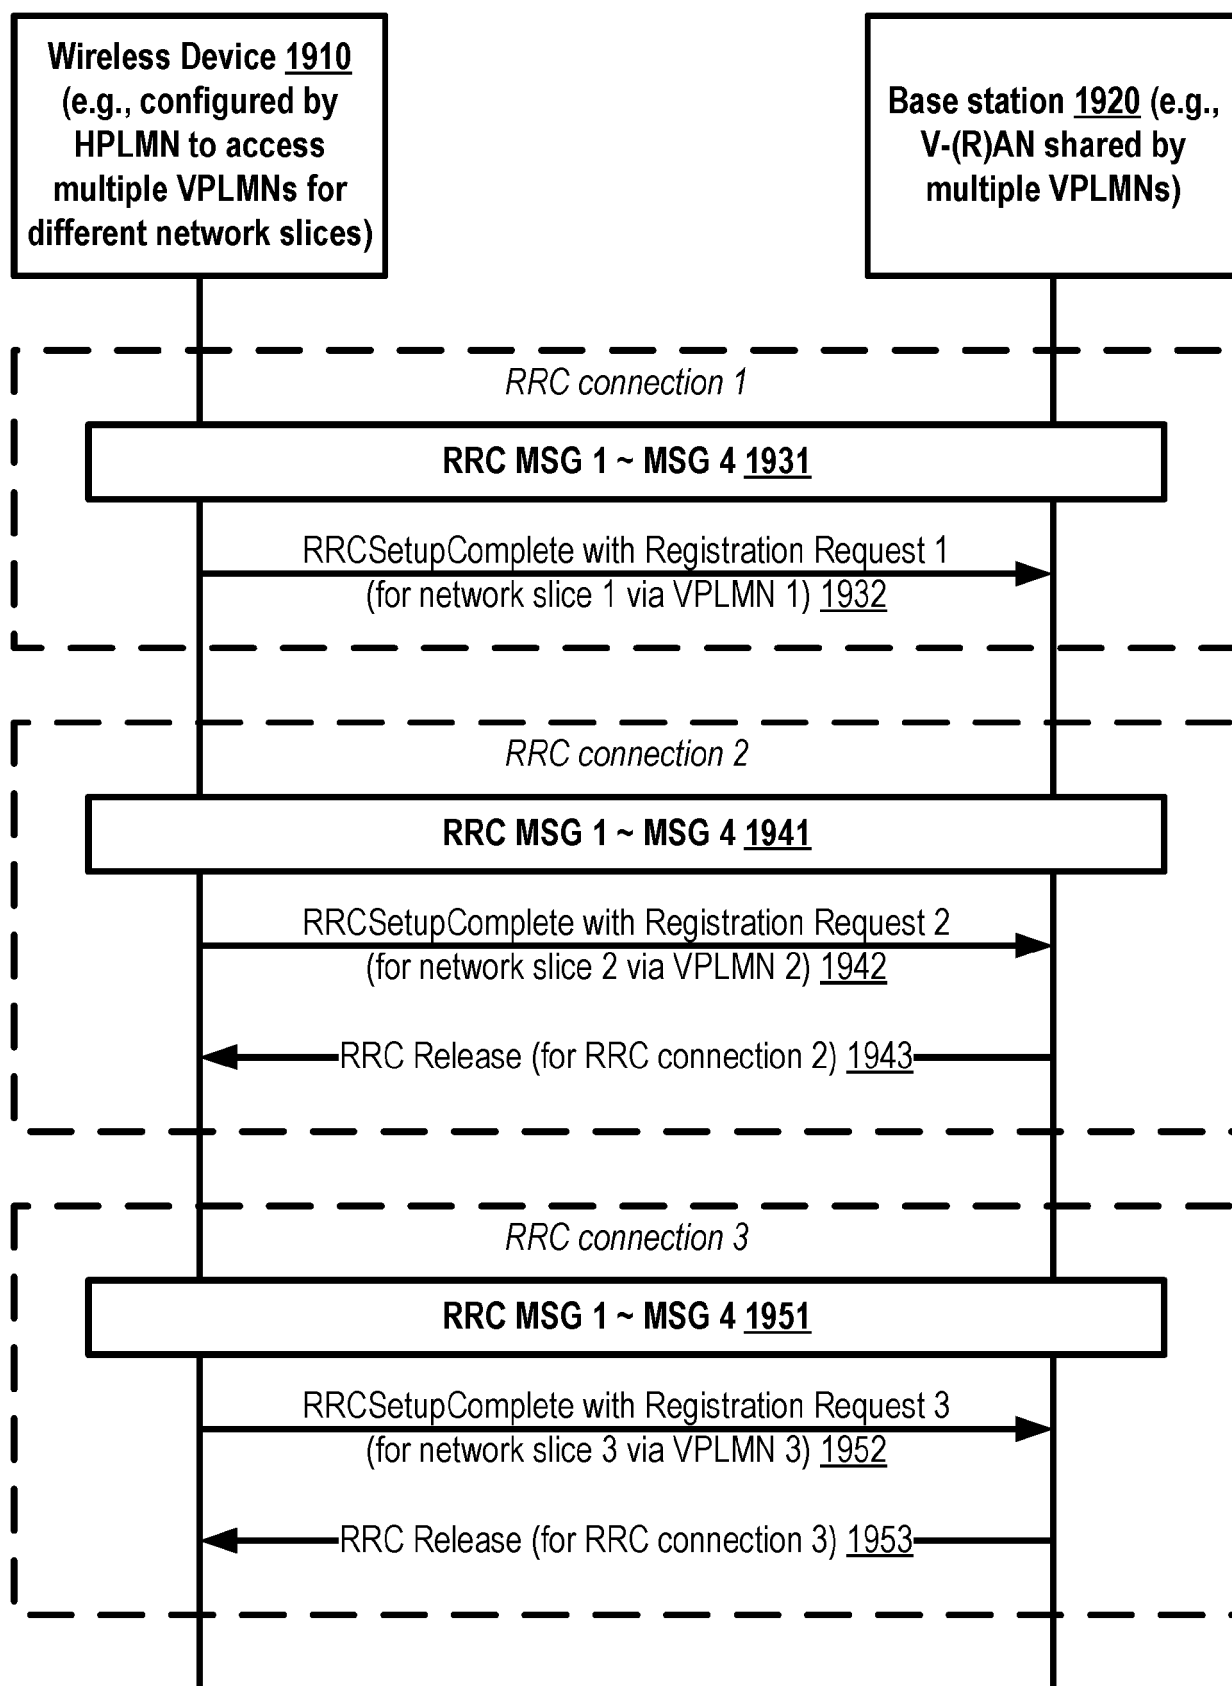 Wireless Device 1910
(e.g., configured by
HPLMN to access
multiple VPLMNs for
different network slices)
Base station 1920 (e.g.,
V-(R)AN shared by
multiple VPLMNs)
RRC connection 1
RRC MSG 1 ~ MSG 4 1931
RRCSetupComplete with Registration Request 1
(for network slice 1 via VPLMN 1) 1932
RRC connection 2
RRC MSG 1 ~ MSG 4 1941
RRCSetupComplete with Registration Request 2
(for network slice 2 via VPLMN 2) 1942
RRC Release (for RRC connection 2) 1943
RRC connection 3
RRC MSG 1 ~ MSG 4 1951
RRCSetupComplete with Registration Request 3
(for network slice 3 via VPLMN 3) 1952
RRC Release (for RRC connection 3) 1953